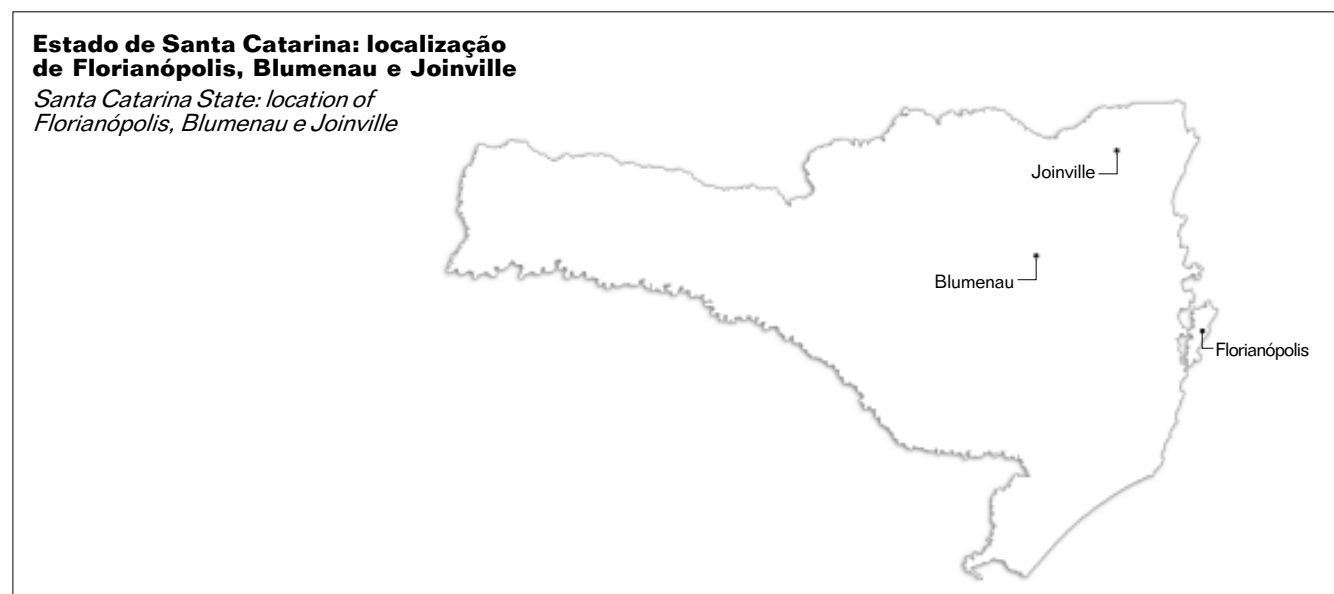 Estado de Santa Catarina: localização
de Florianópolis, Blumenau e Joinville
Santa Catarina State: location of
Florianópolis, Blumenau e Joinville
Joinville
Blumenau
Florianópolis